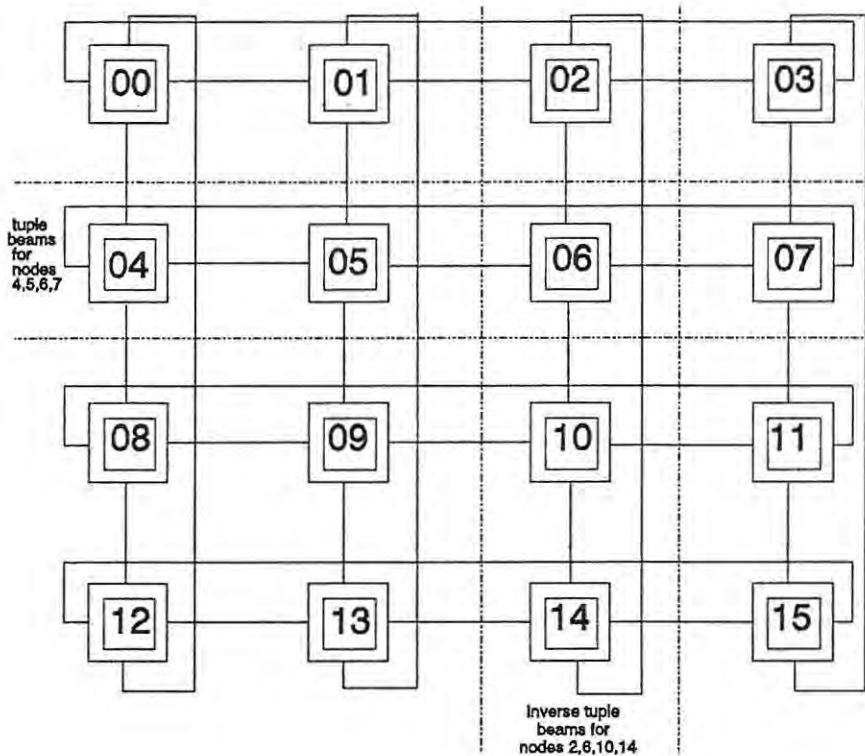 00 01 02 03
tuple
beams
for
nodes
4.5,6,7
04 05 06 07
08 09 10 11
12 13 14 15
Inverse tuple
beams for
nodes 2,6,10,14